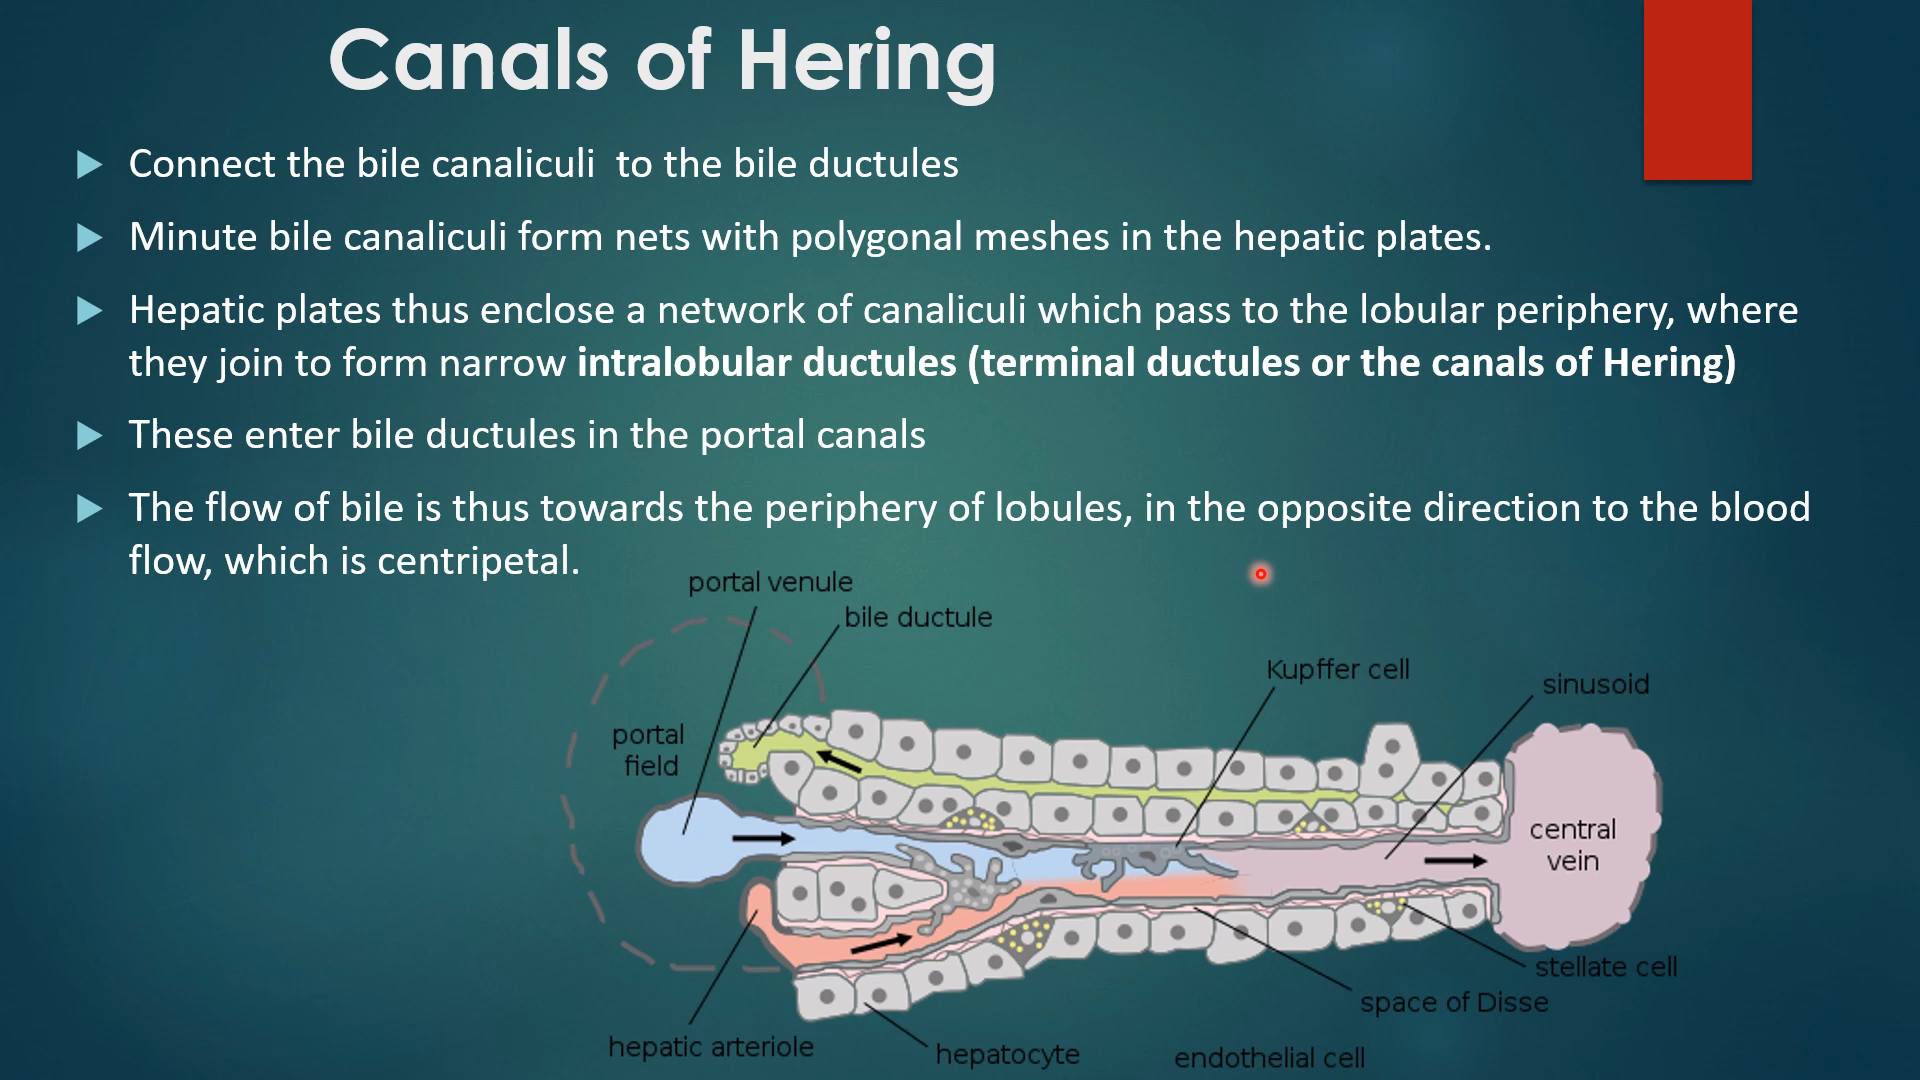 Canals of Hering
Connect the bile canaliculi  to the bile ductules
Minute bile canaliculi form nets with polygonal meshes in the hepatic plates.
Hepatic plates thus enclose a network of canaliculi which pass to the lobular periphery, where
they join to form narrow intralobular ductules (terminal ductules or the canals of Hering)
These enter bile ductules in the portal canals
The flow of bile is thus towards the periphery of lobules, in the opposite direction to the blood
flow, which is centripetal.
portal venule
bile ductule
Kupffer cell
sinusoid
portal
field
central
vein
stellate cell
space of Disse
hepatic arteriole
hepatocyte
endothelial cell